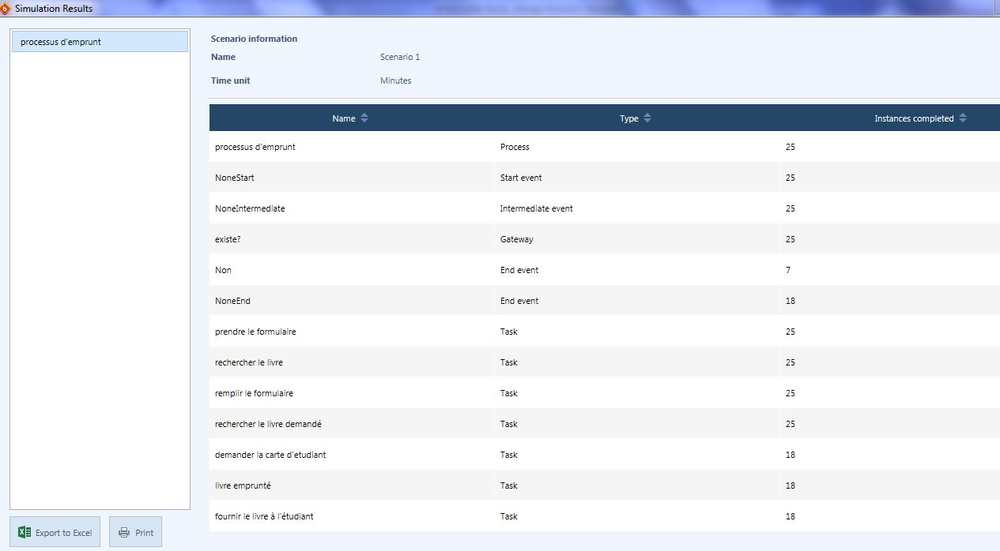 Simulation Results
processus d'emprunt
Scenario information
Name Scenario 1
Time unit Minutes
Name Type Instances completed
processus d'emprunt Process 25
NoneStart Start event 25
NoneIntermediate Intermediate event 25
existe? Gateway 25
Non End event 7
NoneEnd End event 18
prendre le formulaire Task 25
rechercher le livre Task 25
remplir le formulaire Task 25
rechercher le livre demandé Task 25
demander la carte d'etudiant Task 18
livre emprunté Task 18
fournir le livre à l'étudiant Task 18
Export to Excel Print